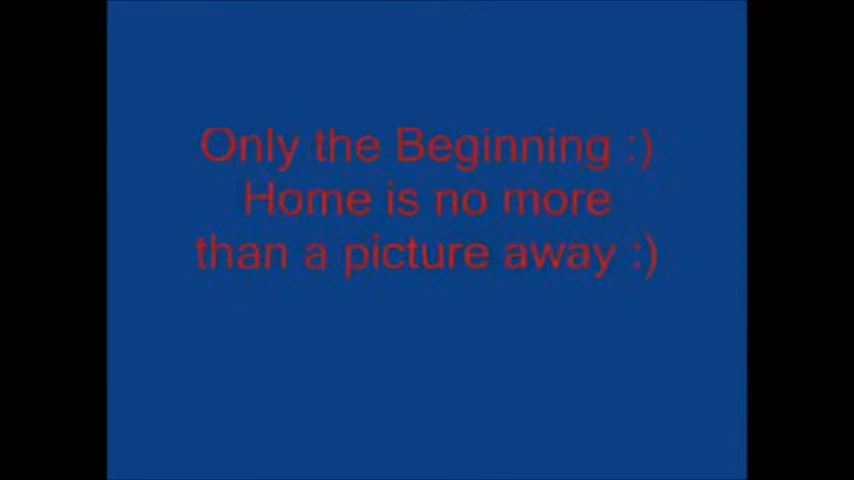 Only the Beginning :)
Home is no more
than a picture away :)